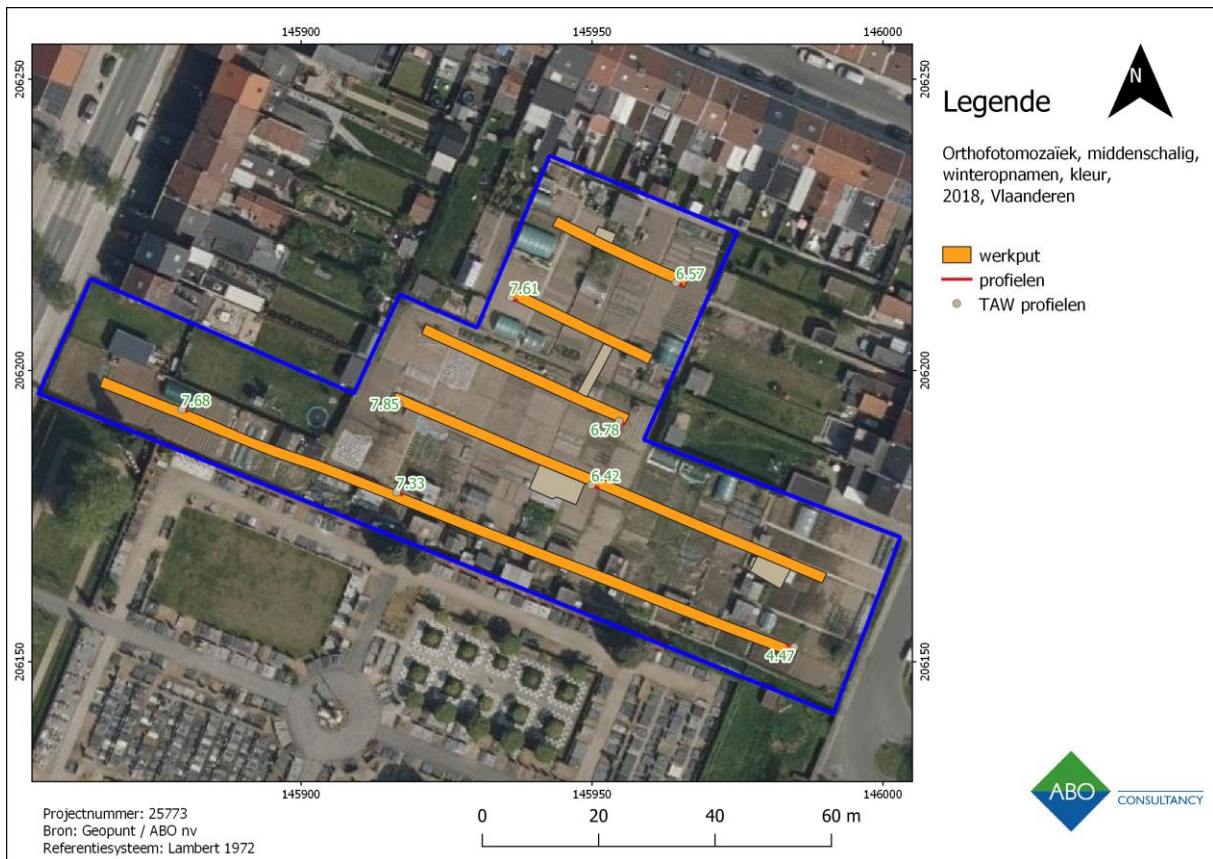 145900
145950
146000
206250
206250
N
Legende
Orthofotomozaïek, middenschalig,
winteropnamen, kleur,
2018, Vlaanderen
werkput
profielen
TAW profielen
6.57
7.61
206200
206200
7.68
7.85
6.78
6.42
7.33
4.47
206150
206150
145900
145950
146000
Projectnummer: 25773
Bron: Geopunt / ABO nv
Referentiesysteem: Lambert 1972
0
20
40
60 m
ABO
CONSULTANCY